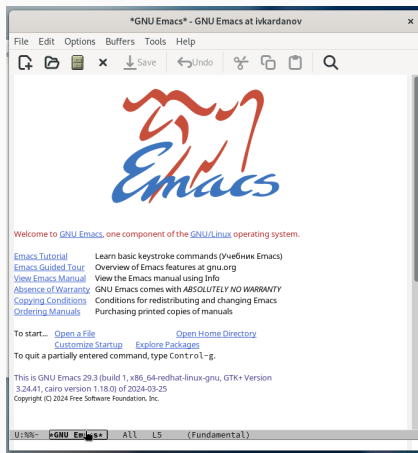 *GNU Emacs* - GNU Emacs at ivkardanov ×
File Edit Options Buffers Tools Help
Save Undo
Emacs
Welcome to GNU Emacs, one component of the GNU/Linux operating system.
Emacs Tutorial Learn basic keystroke commands (Учебник Emacs)
Emacs Guided Tour Overview of Emacs features at gnu.org
View Emacs Manual View the Emacs manual using Info
Absence of Warranty GNU Emacs comes with ABSOLUTELY NO WARRANTY
Copying Conditions Conditions for redistributing and changing Emacs
Ordering Manuals Purchasing printed copies of manuals
To start... Open a File Open Home Directory
Customize Startup Explore Packages
To quit a partially entered command, type Control-g.
This is GNU Emacs 29.3 (build 1, x86_64-redhat-linux-gnu, GTK+ Version
3.24.41, cairo version 1.18.0) of 2024-03-25
Copyright (C) 2024 Free Software Foundation, Inc.
U:%%- *GNU Emacs* All L5 (Fundamental)